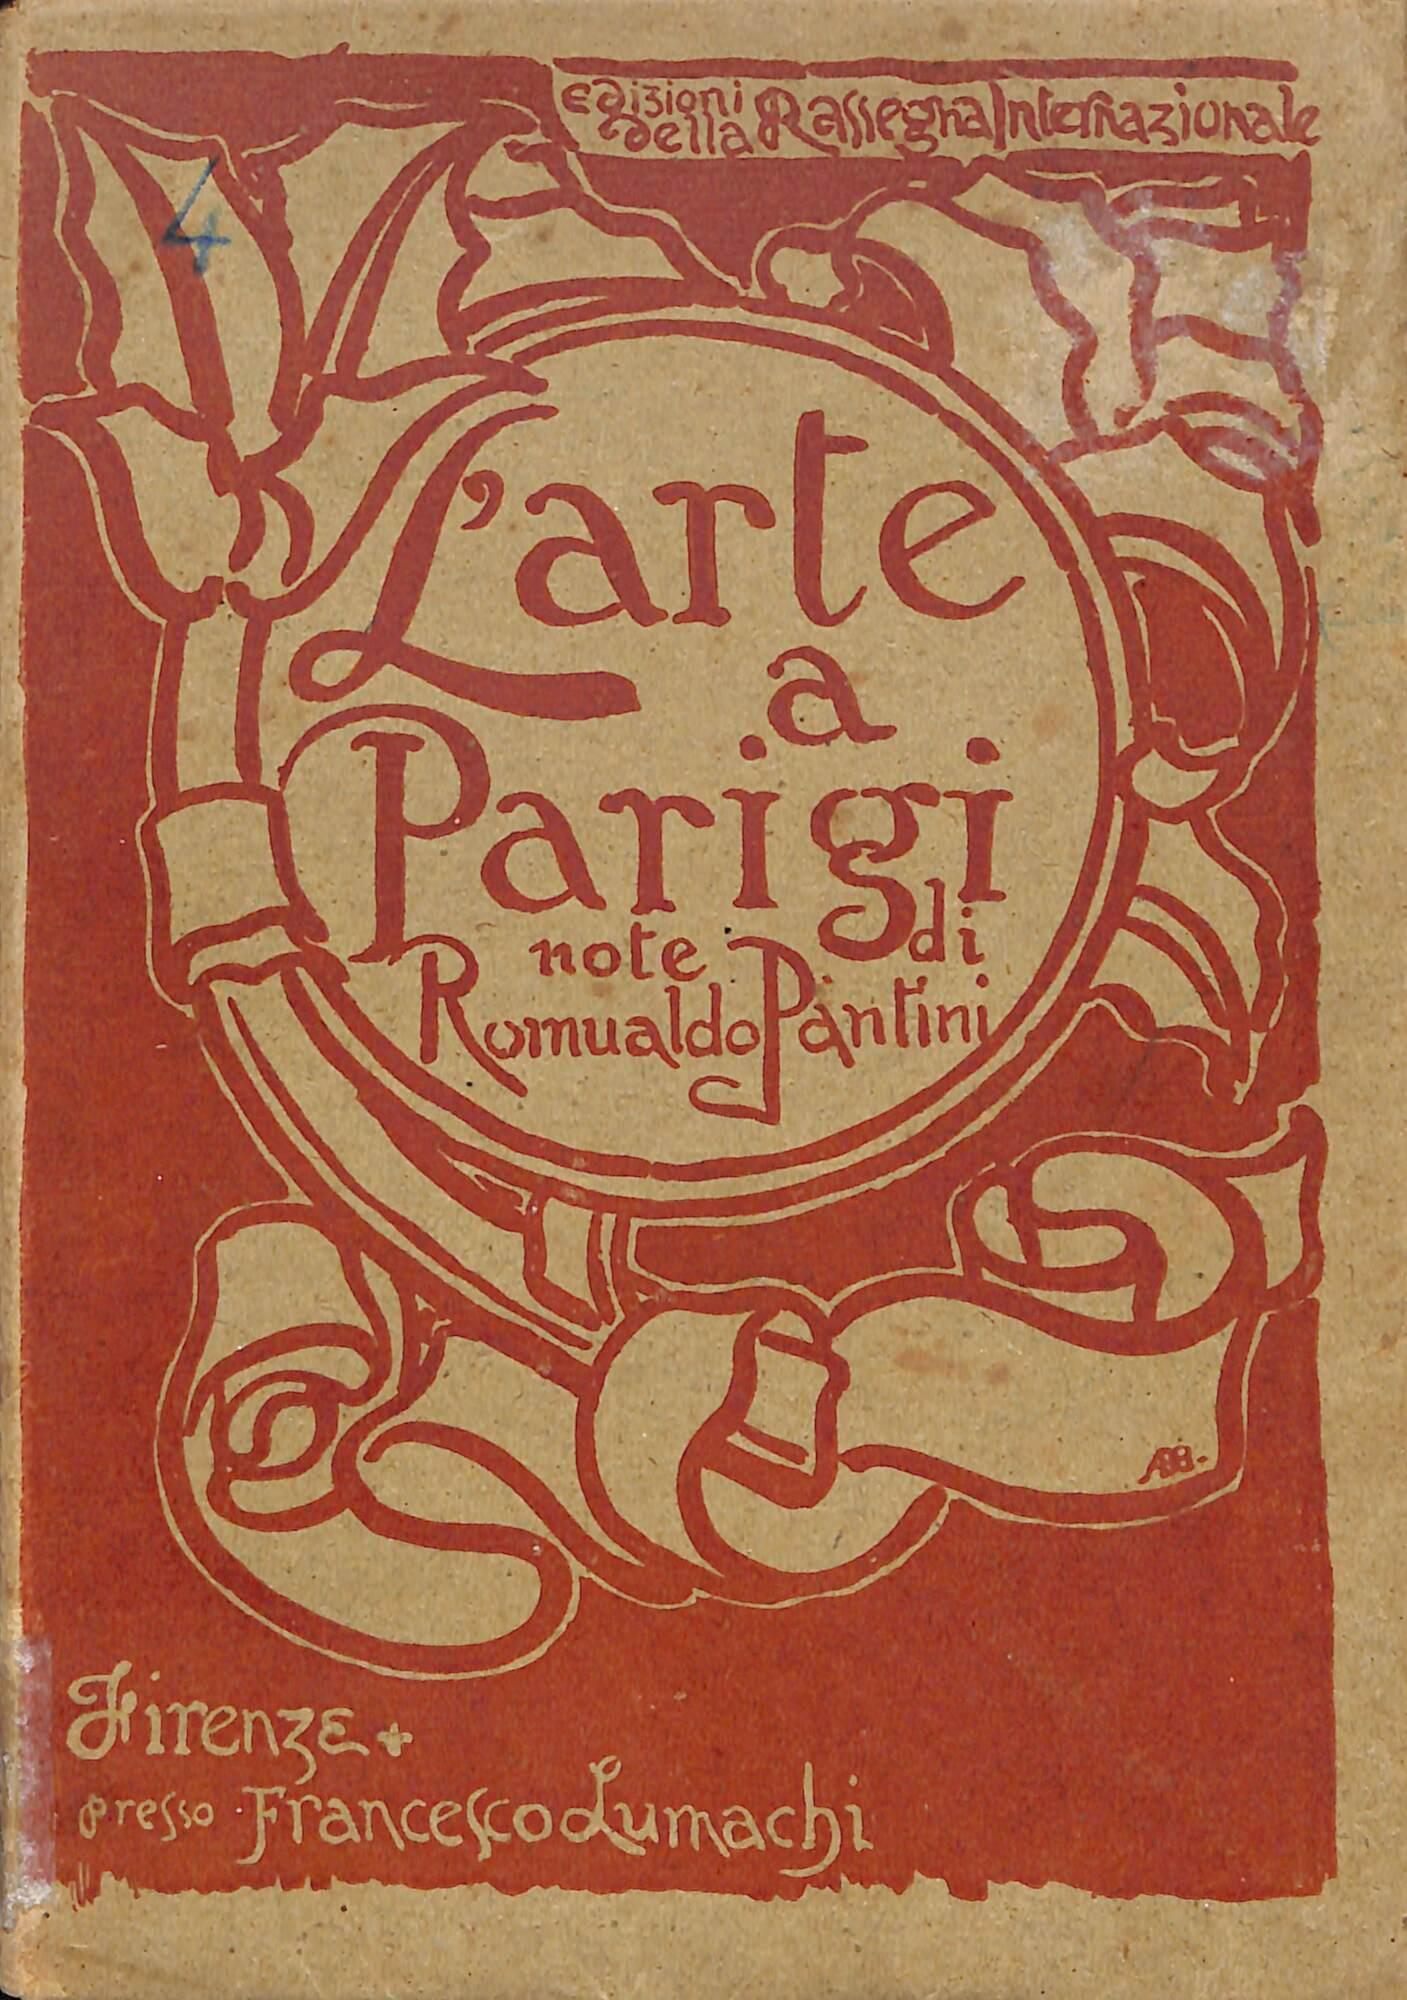 Edizioni
della Rassegna Internazionale
4
L'arte
a
Parigi
note di
Romualdo Pantini
AB.
Firenze +
presso Francesco Lumachi